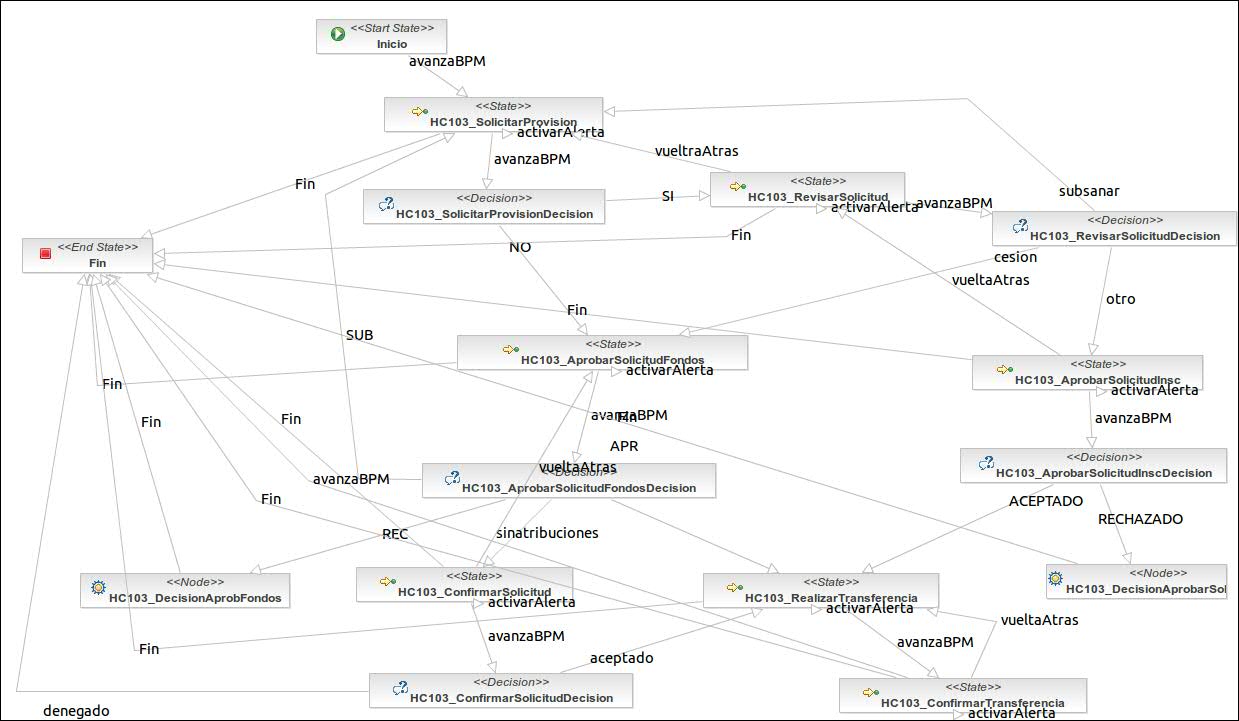 <<Start State>>
Inicio
avanzaBPM
<<State>>
HC103_SolicitarProvision
activarAlerta
avanzaBPM
vueltraAtras
Fin
<<State>>
HC103_RevisarSolicitud
activarAlerta
avanzaBPM
subsanar
SI
<<Decision>>
HC103_SolicitarProvisionDecision
<<Decision>>
HC103_RevisarSolicitudDecision
Fin
NO
<<End State>>
Fin
cesion
vueltaAtras
otro
Fin
SUB
<<State>>
HC103_AprobarSolicitudFondos
activarAlerta
<<State>>
HC103_AprobarSolicitudInsc
activarAlerta
Fin
avanzaBPM
Fin
avanzaBPM
Fin
Fin
APR
<<Decision>>
HC103_AprobarSolicitudInscDecision
vueltaAtras
<<Decision>>
HC103_AprobarSolicitudFondosDecision
avanzaBPM
Fin
ACEPTADO
RECHAZADO
REC
sinatribuciones
<<Node>>
HC103_DecisionAprobFondos
<<State>>
HC103_ConfirmarSolicitud
activarAlerta
<<State>>
HC103_RealizarTransferencia
activarAlerta
<<Node>>
HC103_DecisionAprobarSol
vueltaAtras
avanzaBPM
avanzaBPM
Fin
aceptado
<<Decision>>
HC103_ConfirmarSolicitudDecision
<<State>>
HC103_ConfirmarTransferencia
activarAlerta
denegado